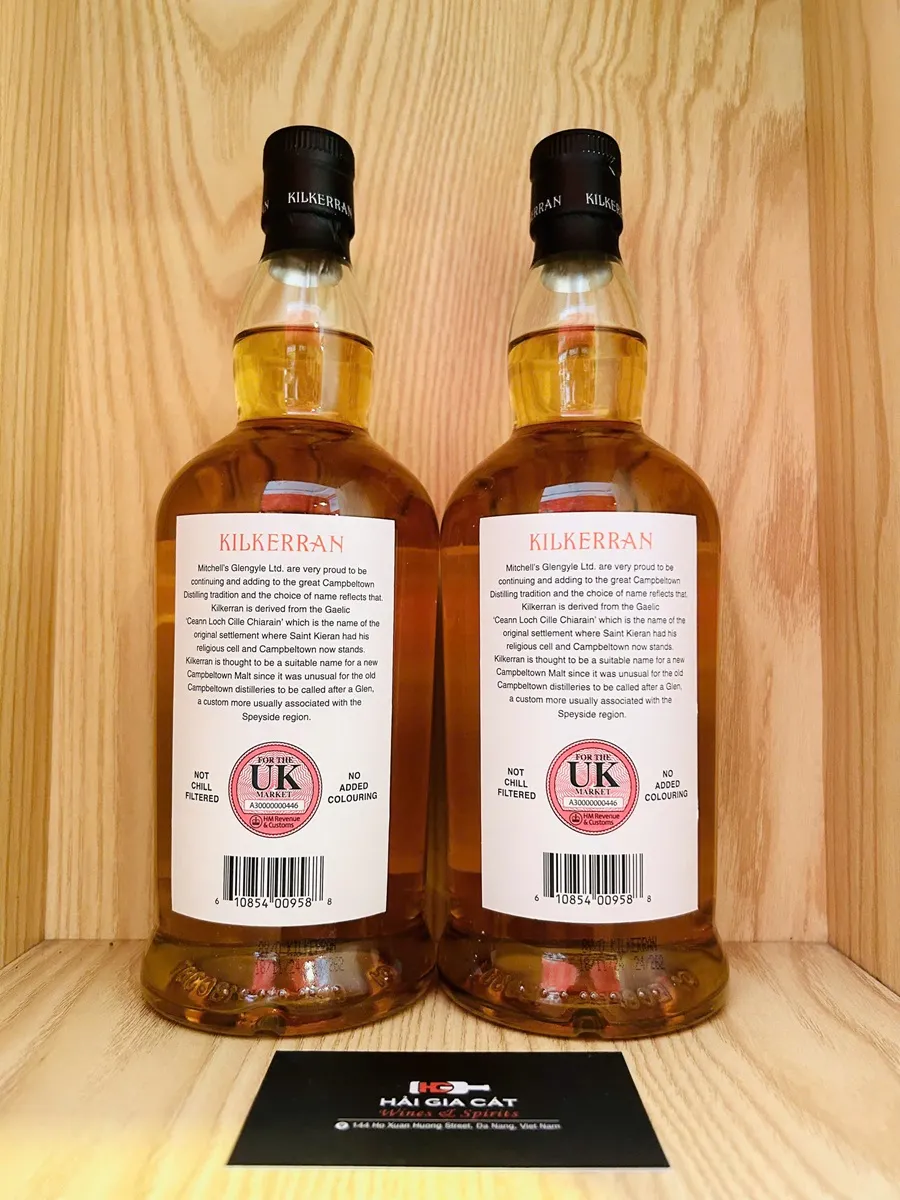 KILKERRAN
KILKERRAN
KILKERRAN
Mitchell's Glengyle Ltd. are very proud to be
continuing and adding to the great Campbeltown
Distilling tradition and the choice of name reflects that.
Kilkerran is derived from the Gaelic
'Ceann Loch Cille Chiarain' which is the name of the
original settlement where Saint Kieran had his
religious cell and Campbeltown now stands.
Kilkerran is thought to be a suitable name for a new
Campbeltown Malt since it was unusual for the old
Campbeltown distilleries to be called after a Glen,
a custom more usually associated with the
Speyside region.
NOT
CHILL
FILTERED
FOR THE
UK
MARKET
A30000000446
HM Revenue
& Customs
NO
ADDED
COLOURING
6 10854 00958 8
KILKERRAN
Mitchell's Glengyle Ltd. are very proud to be
continuing and adding to the great Campbeltown
Distilling tradition and the choice of name reflects that.
Kilkerran is derived from the Gaelic
'Ceann Loch Cille Chiarain' which is the name of the
original settlement where Saint Kieran had his
religious cell and Campbeltown now stands.
Kilkerran is thought to be a suitable name for a new
Campbeltown Malt since it was unusual for the old
Campbeltown distilleries to be called after a Glen,
a custom more usually associated with the
Speyside region.
NOT
CHILL
FILTERED
FOR THE
UK
MARKET
A30000000446
HM Revenue
& Customs
NO
ADDED
COLOURING
6 10854 00958 8
KILKERRAN
KILKERRAN
24/262
HẢI GIA CÁT
Wines & Spirits
144 Ho Xuan Huong Street, Da Nang, Viet Nam